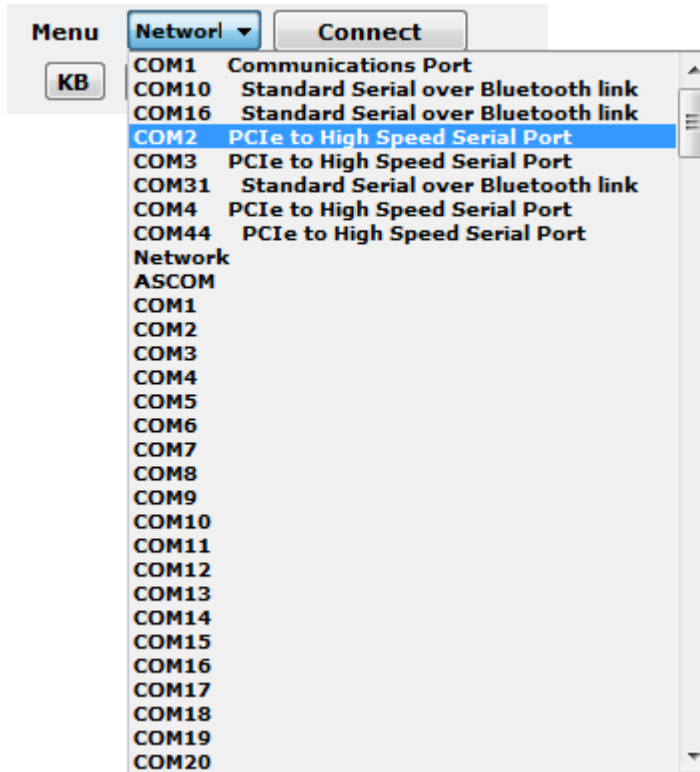 Menu Networ Connect
KB
COM1 Communications Port
COM10 Standard Serial over Bluetooth link
COM16 Standard Serial over Bluetooth link
COM2 PCIe to High Speed Serial Port
COM3 PCIe to High Speed Serial Port
COM31 Standard Serial over Bluetooth link
COM4 PCIe to High Speed Serial Port
COM44 PCIe to High Speed Serial Port
Network
ASCOM
COM1
COM2
COM3
COM4
COM5
COM6
COM7
COM8
COM9
COM10
COM11
COM12
COM13
COM14
COM15
COM16
COM17
COM18
COM19
COM20